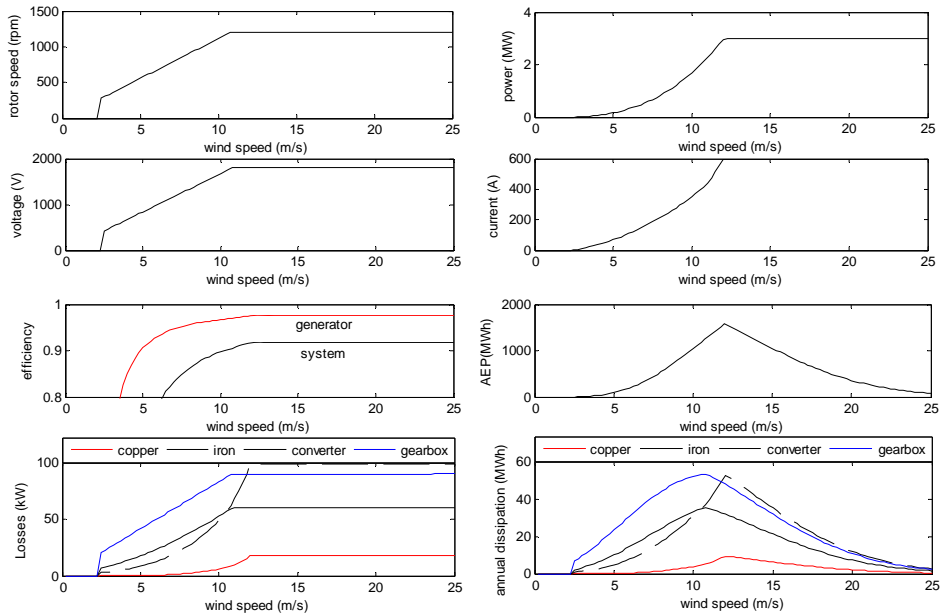 1500
1000
500
0
rotor speed (rpm)
0 5 10 15 20 25
wind speed (m/s)
4
2
0
power (MW)
0 5 10 15 20 25
wind speed (m/s)
2000
1000
0
voltage (V)
0 5 10 15 20 25
wind speed (m/s)
600
400
200
0
current (A)
0 5 10 15 20 25
wind speed (m/s)
1
0.9
0.8
efficiency
generator
system
0 5 10 15 20 25
wind speed (m/s)
2000
1000
0
AEP(MWh)
0 5 10 15 20 25
wind speed (m/s)
copper iron converter gearbox
100
50
0
Losses (kW)
0 5 10 15 20 25
wind speed (m/s)
copper iron converter gearbox
60
40
20
0
annual dissipation (MWh)
0 5 10 15 20 25
wind speed (m/s)